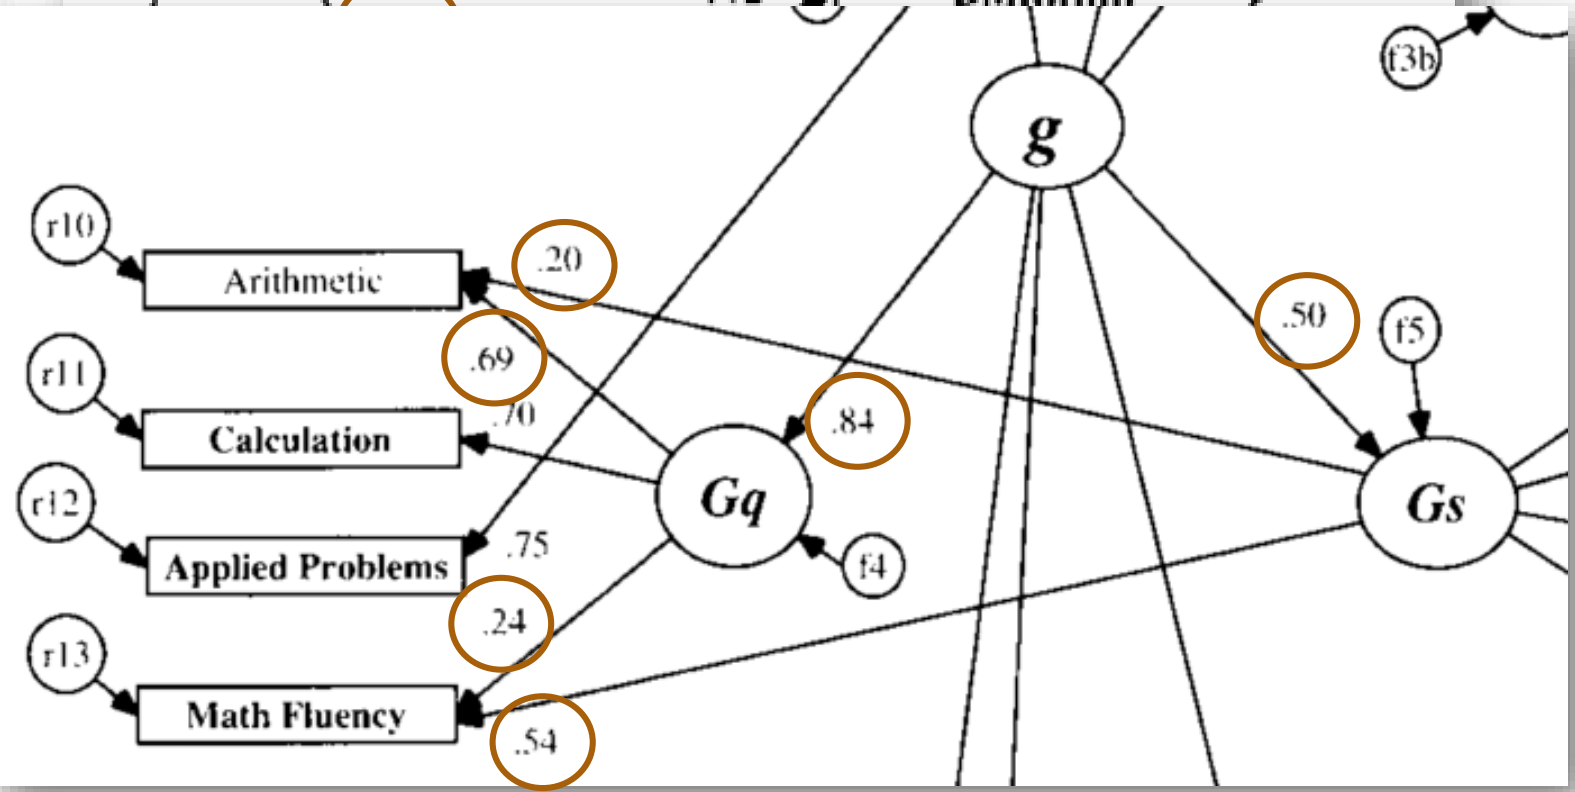 f3b
g
r10
.20
Arithmetic
.50
f5
r11
.69
.70
.84
Calculation
r12
Gq
Gs
.75
Applied Problems
f4
.24
r13
Math Fluency
.54